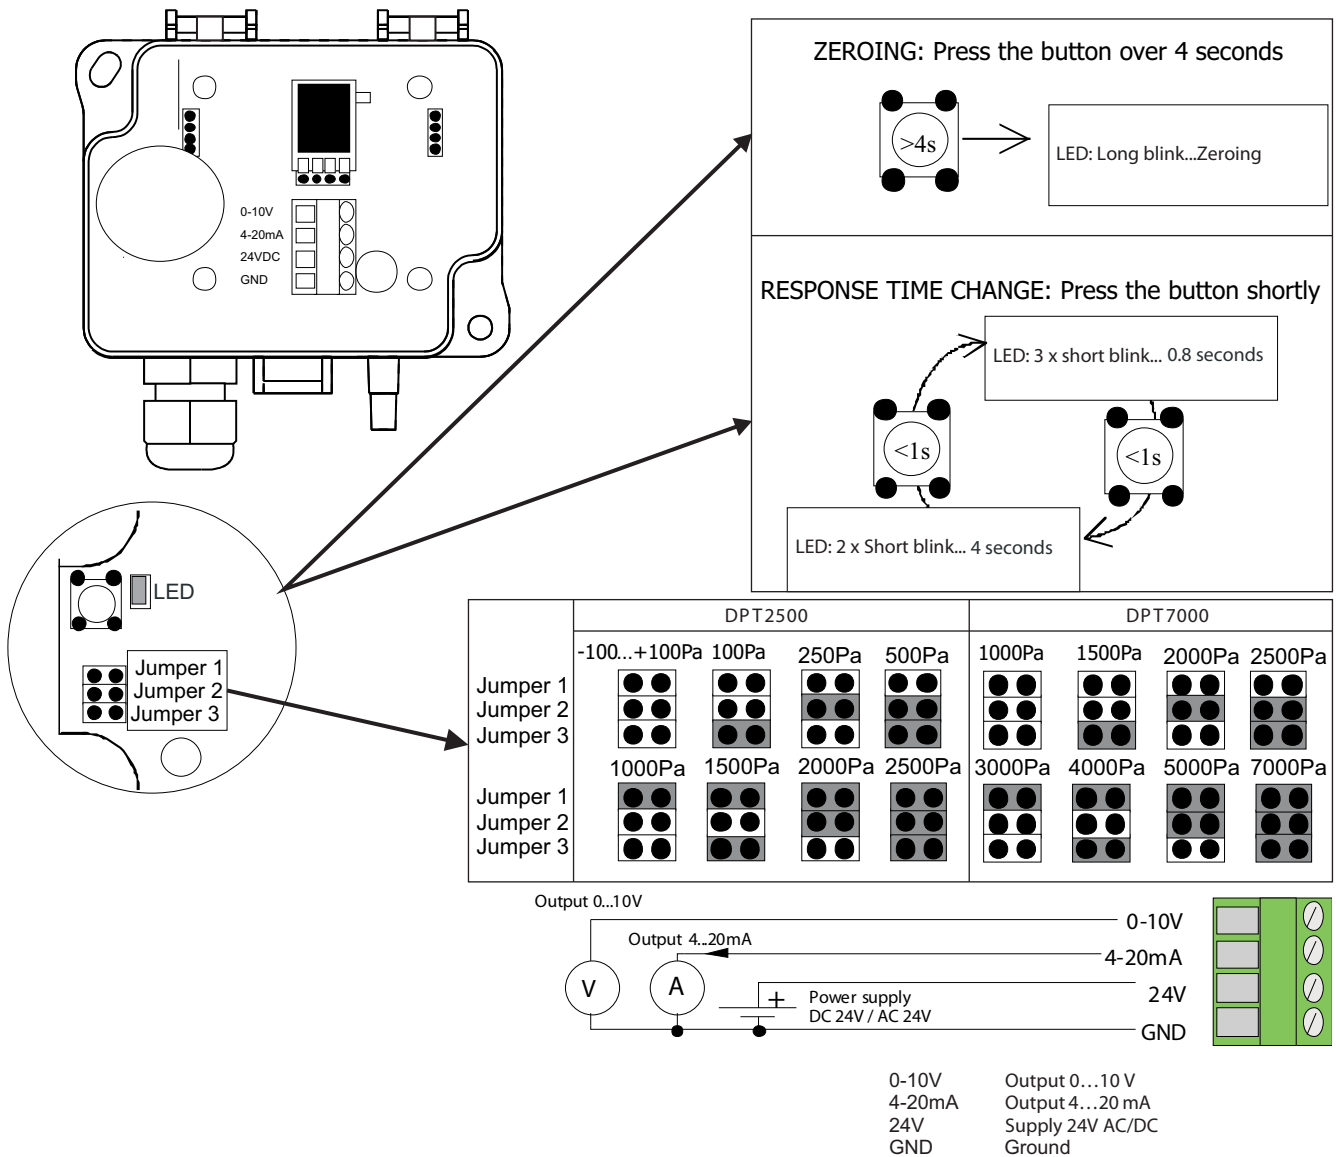 0-10V
4-20mA
24VDC
GND
ZEROING: Press the button over 4 seconds
>4s
LED: Long blink...Zeroing
RESPONSE TIME CHANGE: Press the button shortly
LED: 3 x short blink... 0.8 seconds
<1s
<1s
LED: 2 x Short blink... 4 seconds
LED
Jumper 1
Jumper 2
Jumper 3
DPT2500
DPT7000
-100...+100Pa 100Pa 250Pa 500Pa 1000Pa 1500Pa 2000Pa 2500Pa
Jumper 1
Jumper 2
Jumper 3
1000Pa 1500Pa 2000Pa 2500Pa 3000Pa 4000Pa 5000Pa 7000Pa
Jumper 1
Jumper 2
Jumper 3
Output 0...10V
0-10V
Output 4...20mA
4-20mA
V
A
+
Power supply
DC 24V / AC 24V
24V
GND
0-10V Output 0...10 V
4-20mA Output 4...20 mA
24V Supply 24V AC/DC
GND Ground